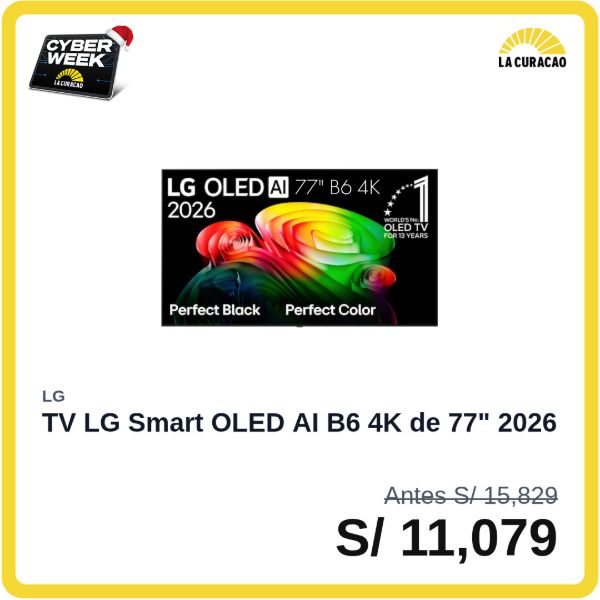 CYBER
WEEK
LA CURACAO
LA CURACAO
LG OLED AI 77" B6 4K
2026
1
WORLD'S No.
OLED TV
FOR 13 YEARS
Perfect Black Perfect Color
LG
TV LG Smart OLED AI B6 4K de 77" 2026
Antes S/ 15,829
S/ 11,079